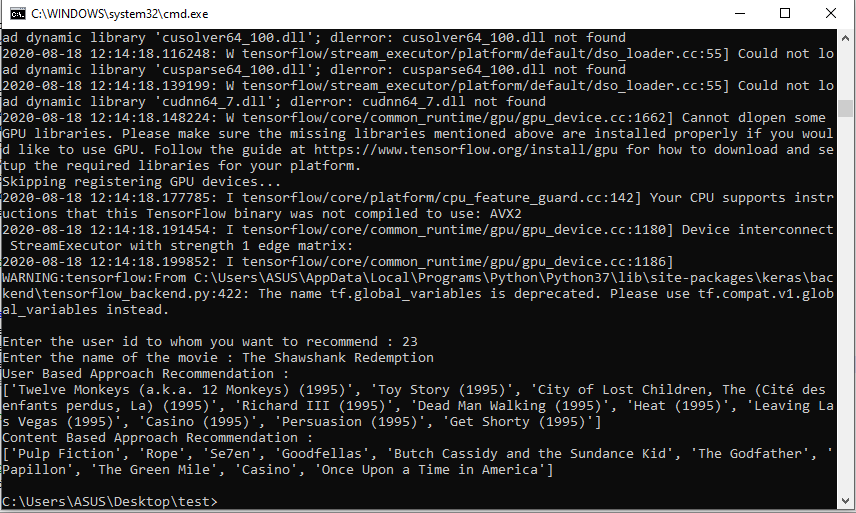 C:\WINDOWS\system32\cmd.exe
ad dynamic library 'cusolver64_100.dll'; dlerror: cusolver64_100.dll not found
2020-08-18 12:14:18.116248: W tensorflow/stream_executor/platform/default/dso_loader.cc:55] Could not lo
ad dynamic library 'cusparse64_100.dll'; dlerror: cusparse64_100.dll not found
2020-08-18 12:14:18.139199: W tensorflow/stream_executor/platform/default/dso_loader.cc:55] Could not lo
ad dynamic library 'cudnn64_7.dll'; dlerror: cudnn64_7.dll not found
2020-08-18 12:14:18.148224: W tensorflow/core/common_runtime/gpu/gpu_device.cc:1662] Cannot dlopen some
GPU libraries. Please make sure the missing libraries mentioned above are installed properly if you woul
d like to use GPU. Follow the guide at https://www.tensorflow.org/install/gpu for how to download and se
tup the required libraries for your platform.
Skipping registering GPU devices...
2020-08-18 12:14:18.177785: I tensorflow/core/platform/cpu_feature_guard.cc:142] Your CPU supports instr
uctions that this TensorFlow binary was not compiled to use: AVX2
2020-08-18 12:14:18.191454: I tensorflow/core/common_runtime/gpu/gpu_device.cc:1180] Device interconnect
 StreamExecutor with strength 1 edge matrix:
2020-08-18 12:14:18.199852: I tensorflow/core/common_runtime/gpu/gpu_device.cc:1186]
WARNING:tensorflow:From C:\Users\ASUS\AppData\Local\Programs\Python\Python37\lib\site-packages\keras\bac
kend\tensorflow_backend.py:422: The name tf.global_variables is deprecated. Please use tf.compat.v1.glob
al_variables instead.
Enter the user id to whom you want to recommend : 23
Enter the name of the movie : The Shawshank Redemption
User Based Approach Recommendation :
['Twelve Monkeys (a.k.a. 12 Monkeys) (1995)', 'Toy Story (1995)', 'City of Lost Children, The (Cité des
enfants perdus, La) (1995)', 'Richard III (1995)', 'Dead Man Walking (1995)', 'Heat (1995)', 'Leaving La
s Vegas (1995)', 'Casino (1995)', 'Persuasion (1995)', 'Get Shorty (1995)']
Content Based Approach Recommendation :
['Pulp Fiction', 'Rope', 'Se7en', 'Goodfellas', 'Butch Cassidy and the Sundance Kid', 'The Godfather', '
Papillon', 'The Green Mile', 'Casino', 'Once Upon a Time in America']
C:\Users\ASUS\Desktop\test>